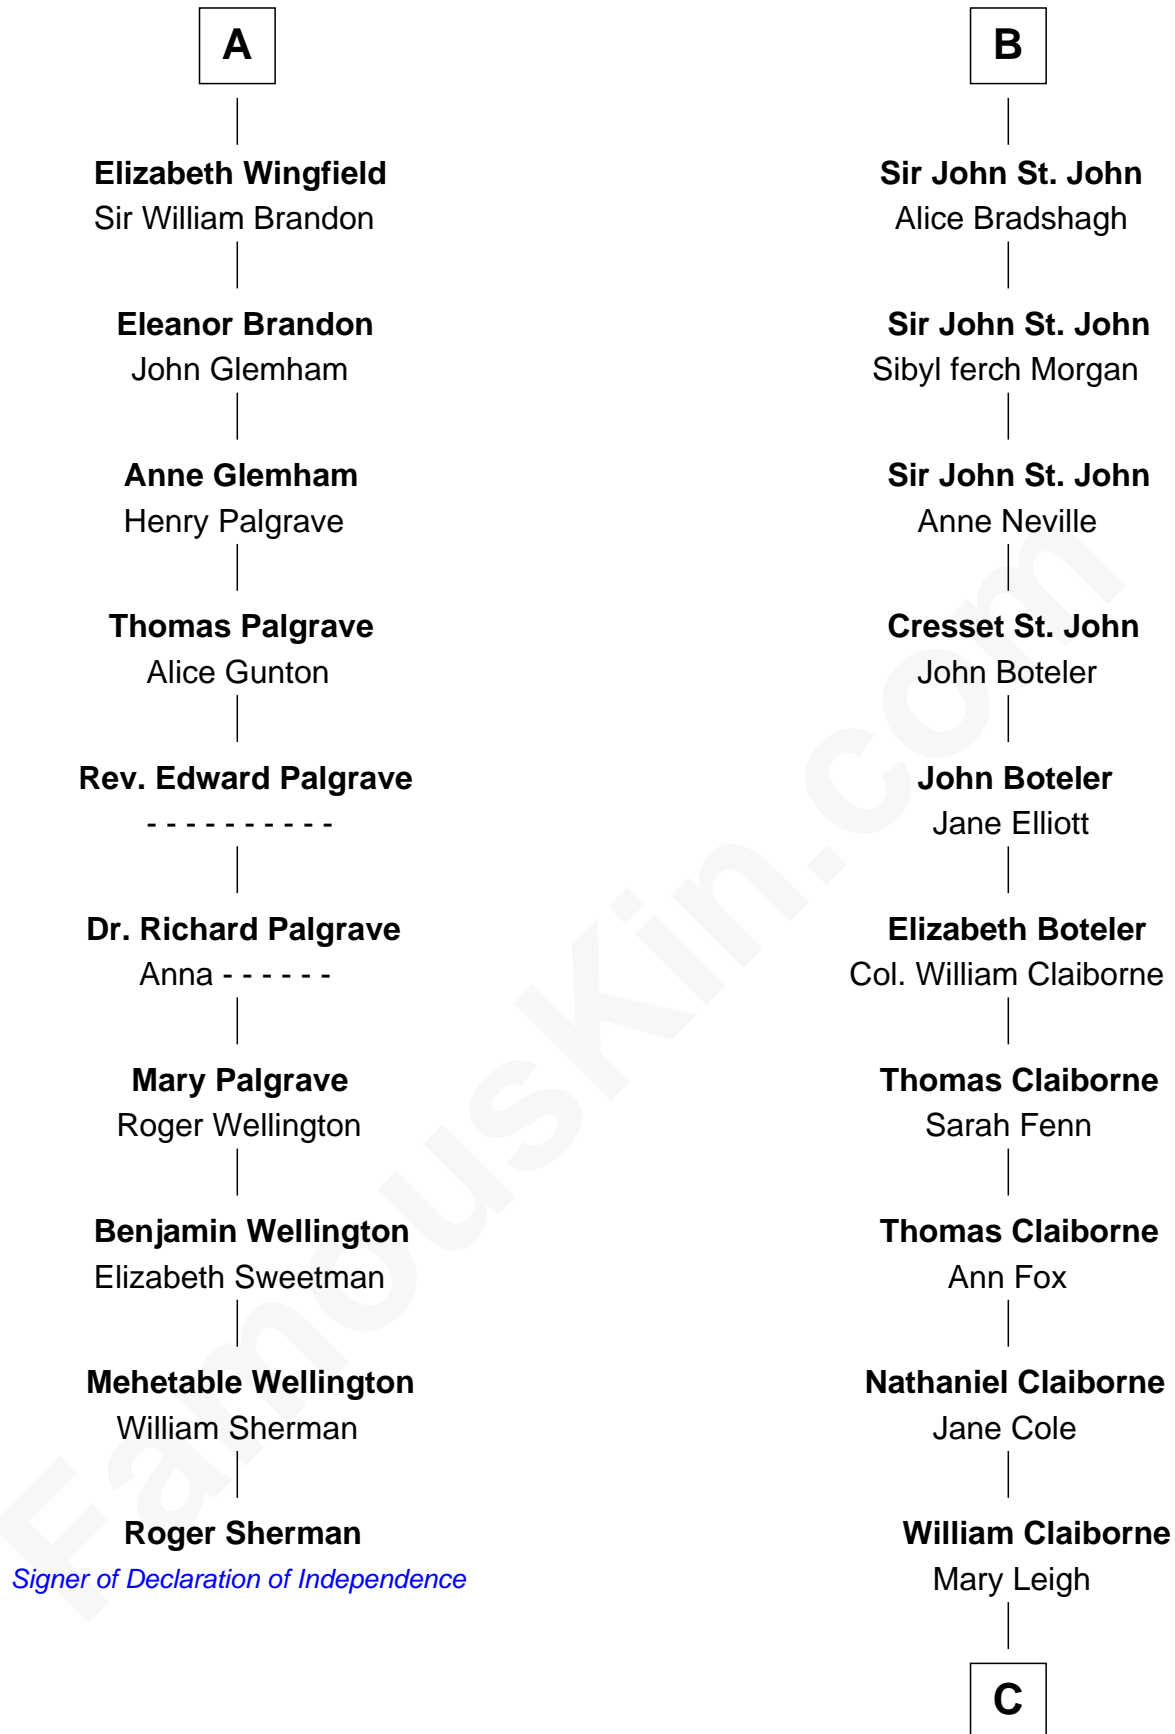 A
Elizabeth Wingfield
Sir William Brandon
Eleanor Brandon
John Glemham
Anne Glemham
Henry Palgrave
Thomas Palgrave
Alice Gunton
Rev. Edward Palgrave
- - - - - - - - - -
Dr. Richard Palgrave
Anna - - - - - -
Mary Palgrave
Roger Wellington
Benjamin Wellington
Elizabeth Sweetman
Mehetable Wellington
William Sherman
Roger Sherman
Signer of Declaration of Independence
B
Sir John St. John
Alice Bradshagh
Sir John St. John
Sibyl ferch Morgan
Sir John St. John
Anne Neville
Cresset St. John
John Boteler
John Boteler
Jane Elliott
Elizabeth Boteler
Col. William Claiborne
Thomas Claiborne
Sarah Fenn
Thomas Claiborne
Ann Fox
Nathaniel Claiborne
Jane Cole
William Claiborne
Mary Leigh
C
FamousKin.com